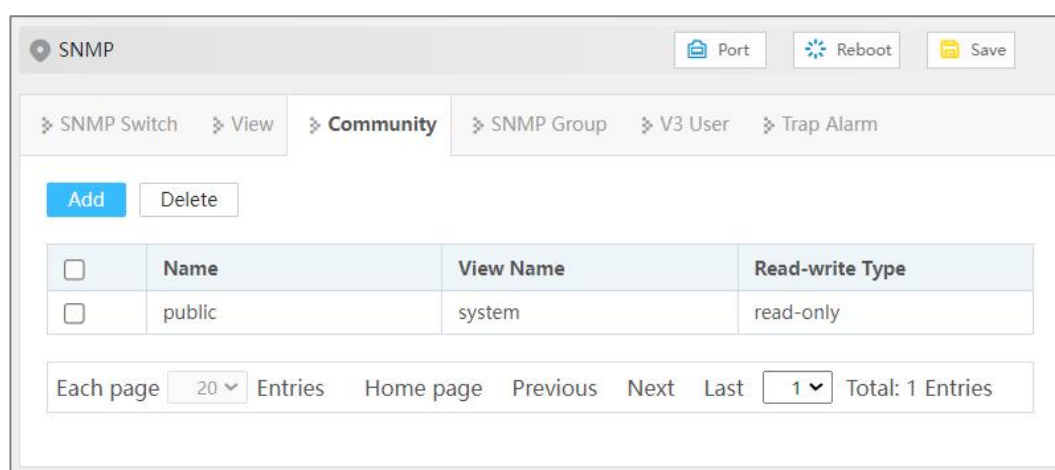 SNMP Port Reboot Save
SNMP Switch View Community SNMP Group V3 User Trap Alarm
Add Delete
Name View Name Read-write Type
public system read-only
Each page 20 Entries Home page Previous Next Last 1 Total: 1 Entries